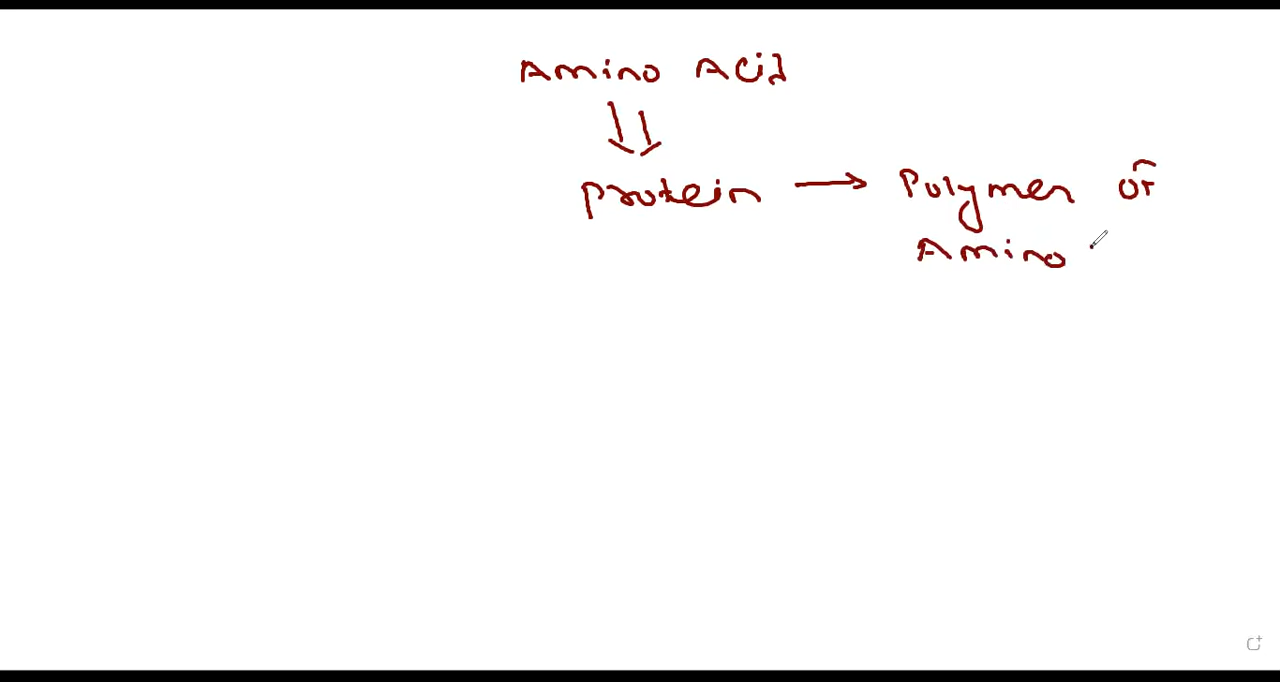 Amino Acid
protein → Polymer of
Amino